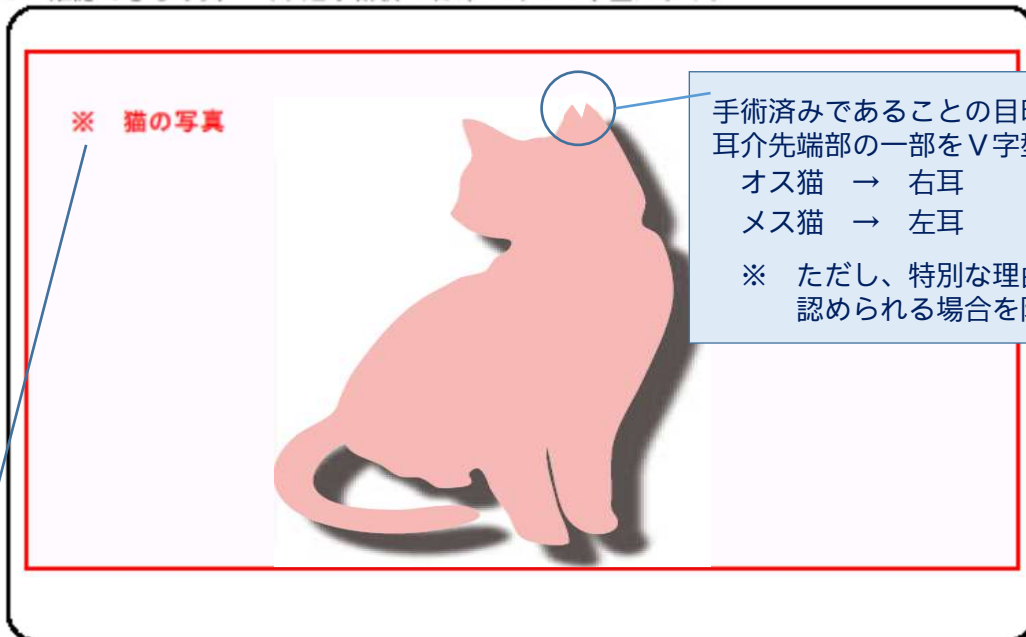 ※ 猫の写真
手術済みであることの目
耳介先端部の一部をV字
オス猫 → 右耳
メス猫 → 左耳
※ ただし、特別な理
認められる場合を